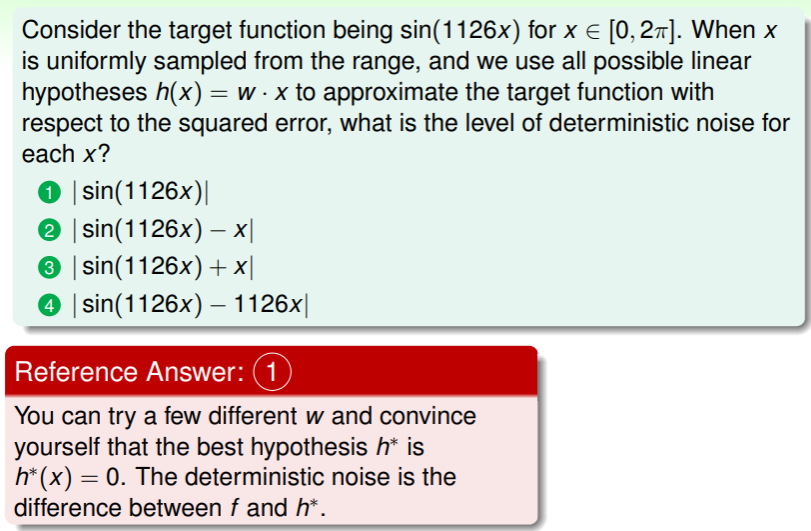 Consider the target function being sin(1126x) for x ∈ [0, 2π]. When x
is uniformly sampled from the range, and we use all possible linear
hypotheses h(x) = w · x to approximate the target function with
respect to the squared error, what is the level of deterministic noise for
each x?
1 | sin(1126x)|
2 | sin(1126x) − x|
3 | sin(1126x) + x|
4 | sin(1126x) − 1126x|
Reference Answer: 1
You can try a few different w and convince
yourself that the best hypothesis h* is
h*(x) = 0. The deterministic noise is the
difference between f and h*.